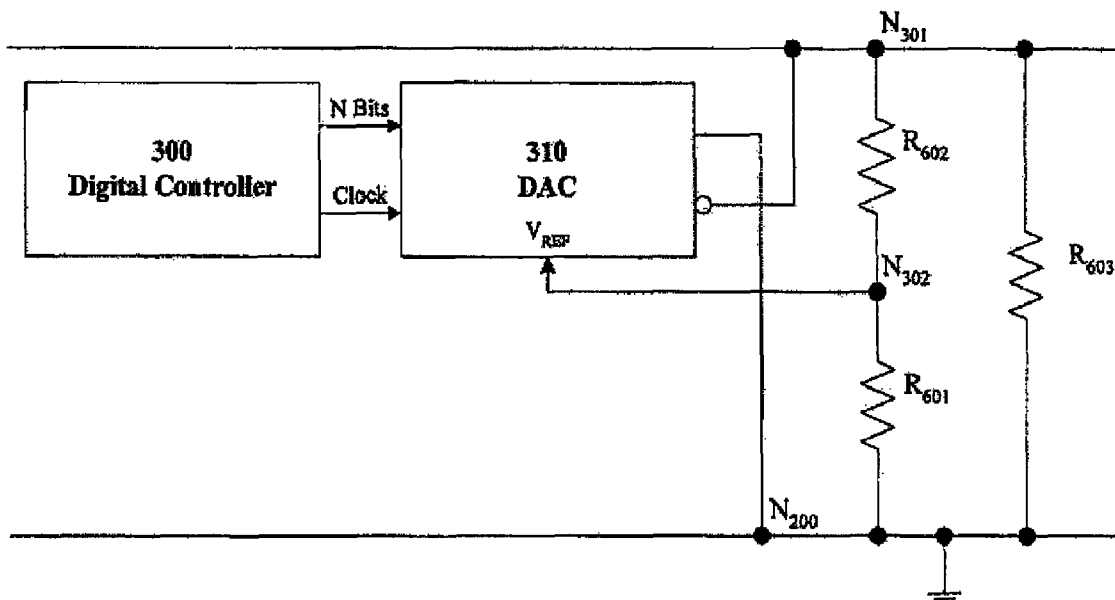 N301
N Bits
300
Digital Controller
310
DAC
R602
Clock
VREF
N302
R603
R601
N200